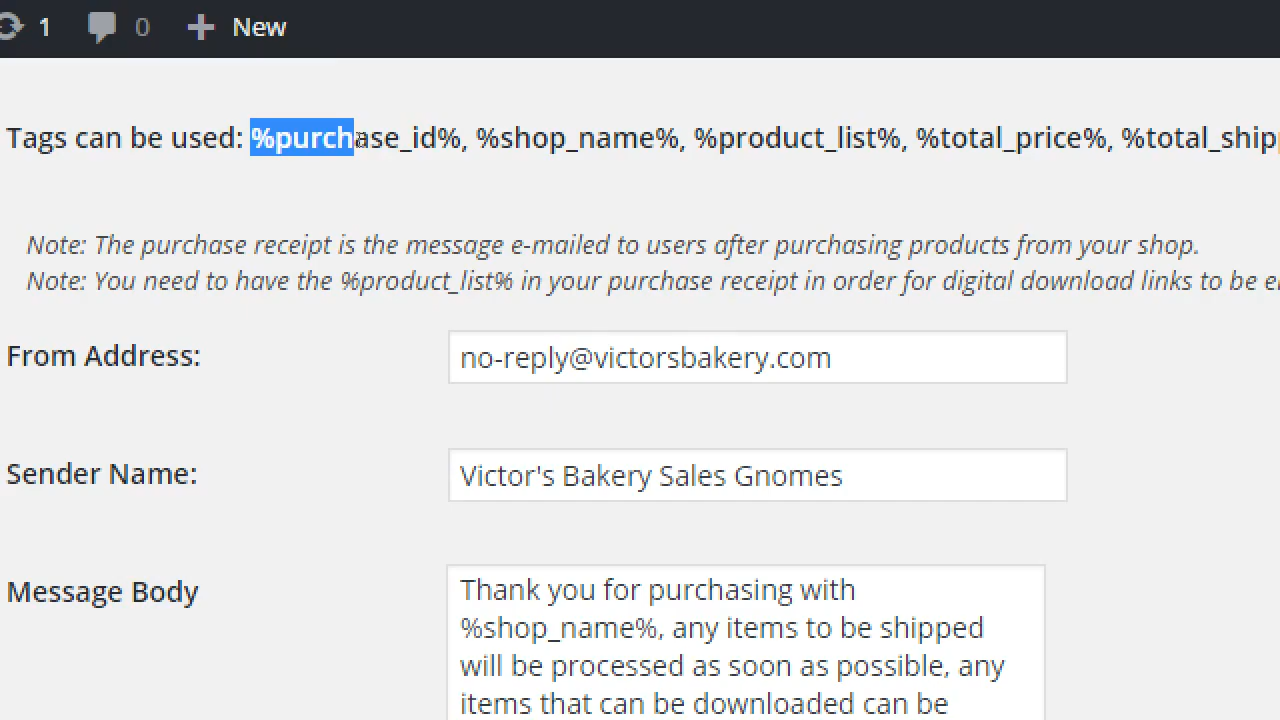 1 0 New
Tags can be used: %purchase_id%, %shop_name%, %product_list%, %total_price%, %total_shipp
Note: The purchase receipt is the message e-mailed to users after purchasing products from your shop.
Note: You need to have the %product_list% in your purchase receipt in order for digital download links to be
From Address: no-reply@victorsbakery.com
Sender Name: Victor's Bakery Sales Gnomes
Message Body
Thank you for purchasing with
%shop_name%, any items to be shipped
will be processed as soon as possible, any
items that can be downloaded can be